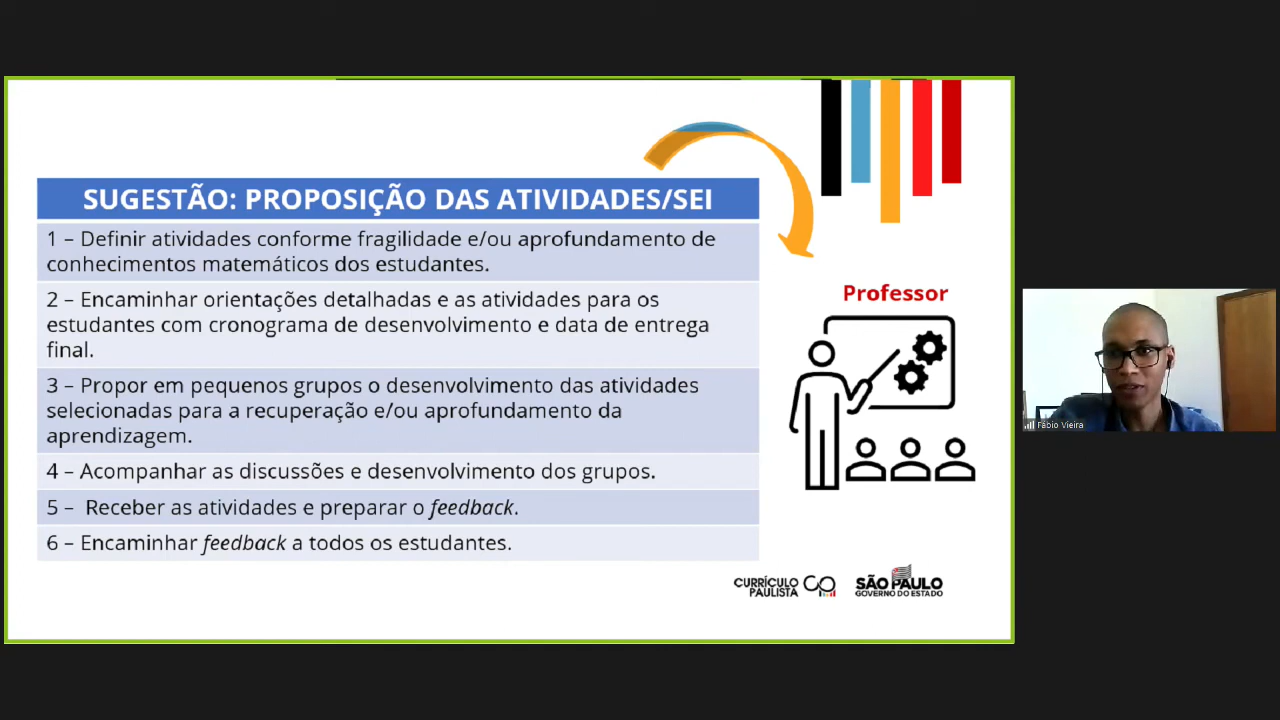 SUGESTÃO: PROPOSIÇÃO DAS ATIVIDADES/SEI
1 – Definir atividades conforme fragilidade e/ou aprofundamento de
conhecimentos matemáticos dos estudantes.
2 – Encaminhar orientações detalhadas e as atividades para os
estudantes com cronograma de desenvolvimento e data de entrega
final.
3 – Propor em pequenos grupos o desenvolvimento das atividades
selecionadas para a recuperação e/ou aprofundamento da
aprendizagem.
4 – Acompanhar as discussões e desenvolvimento dos grupos.
5 –  Receber as atividades e preparar o feedback.
6 – Encaminhar feedback a todos os estudantes.
Professor
CURRÍCULO
PAULISTA
SÃO PAULO
GOVERNO DO ESTADO
Fábio Vieira